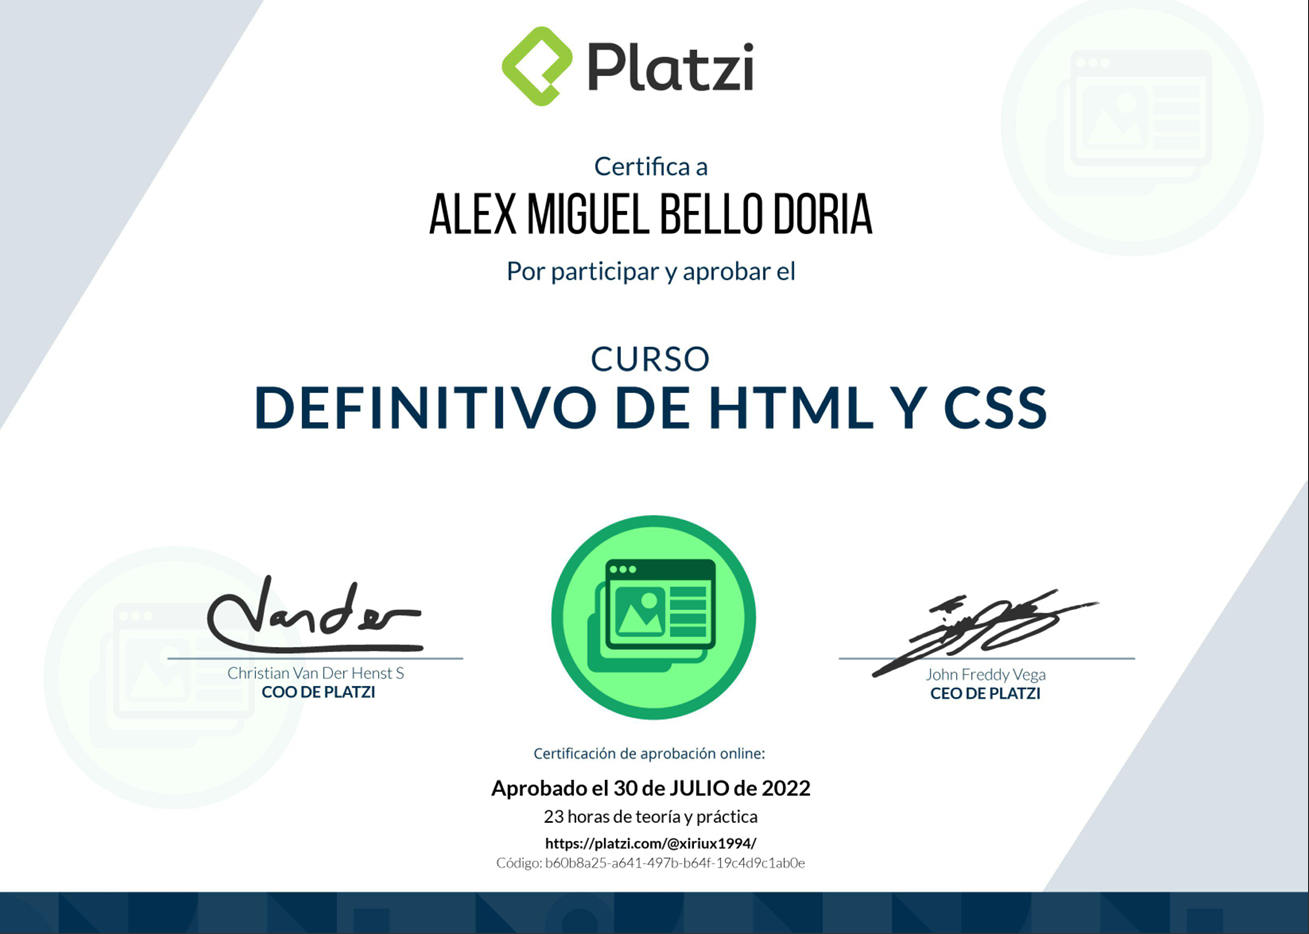 Platzi
Certifica a
ALEX MIGUEL BELLO DORIA
Por participar y aprobar el
CURSO
DEFINITIVO DE HTML Y CSS
Vander
Christian Van Der Henst S
COO DE PLATZI
John Freddy Vega
CEO DE PLATZI
Certificación de aprobación online:
Aprobado el 30 de JULIO de 2022
23 horas de teoría y práctica
https://platzi.com/@xiriux1994/
Código: b60b8a25-a641-497b-b64f-19c4d9c1ab0e